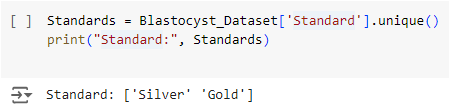 [ ] Standards = Blastocyst_Dataset['Standard'].unique()
print("Standard:", Standards)
Standard: ['Silver' 'Gold']